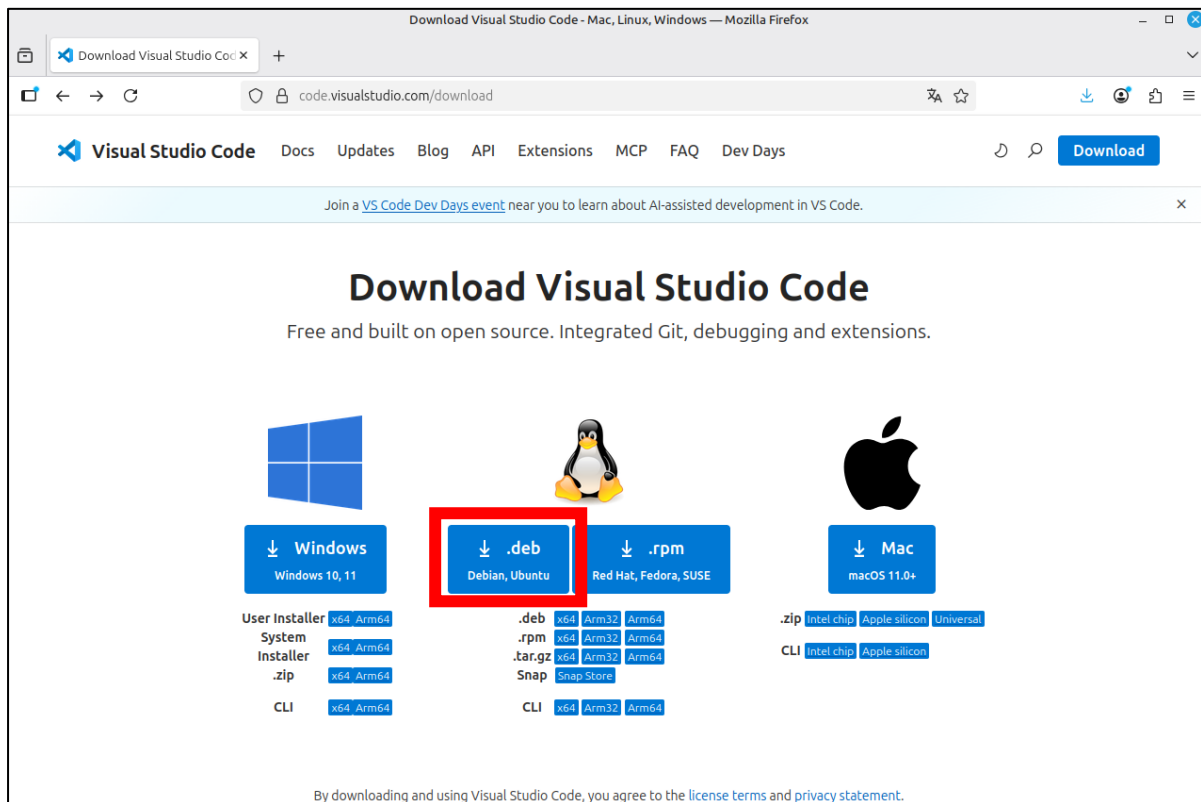 Download Visual Studio Code - Mac, Linux, Windows — Mozilla Firefox
Download Visual Studio Cod
code.visualstudio.com/download
Visual Studio Code Docs Updates Blog API Extensions MCP FAQ Dev Days Download
Join a VS Code Dev Days event near you to learn about AI-assisted development in VS Code.
Download Visual Studio Code
Free and built on open source. Integrated Git, debugging and extensions.
Windows
Windows 10, 11
User Installer x64 Arm64
System Installer x64 Arm64
.zip x64 Arm64
CLI x64 Arm64
.deb
Debian, Ubuntu
.rpm
Red Hat, Fedora, SUSE
.deb x64 Arm32 Arm64
.rpm x64 Arm32 Arm64
.tar.gz x64 Arm32 Arm64
Snap Snap Store
CLI x64 Arm32 Arm64
Mac
macOS 11.0+
.zip Intel chip Apple silicon Universal
CLI Intel chip Apple silicon
By downloading and using Visual Studio Code, you agree to the license terms and privacy statement.